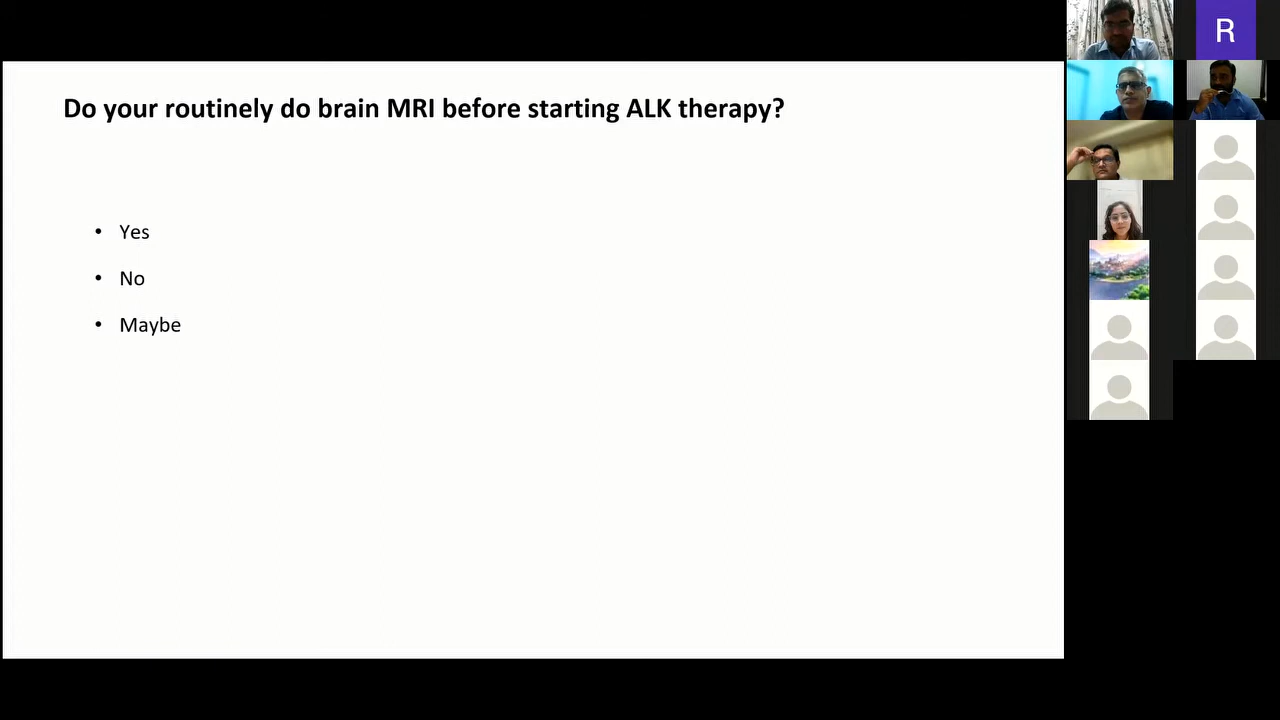 Do your routinely do brain MRI before starting ALK therapy?
• Yes
• No
• Maybe
R